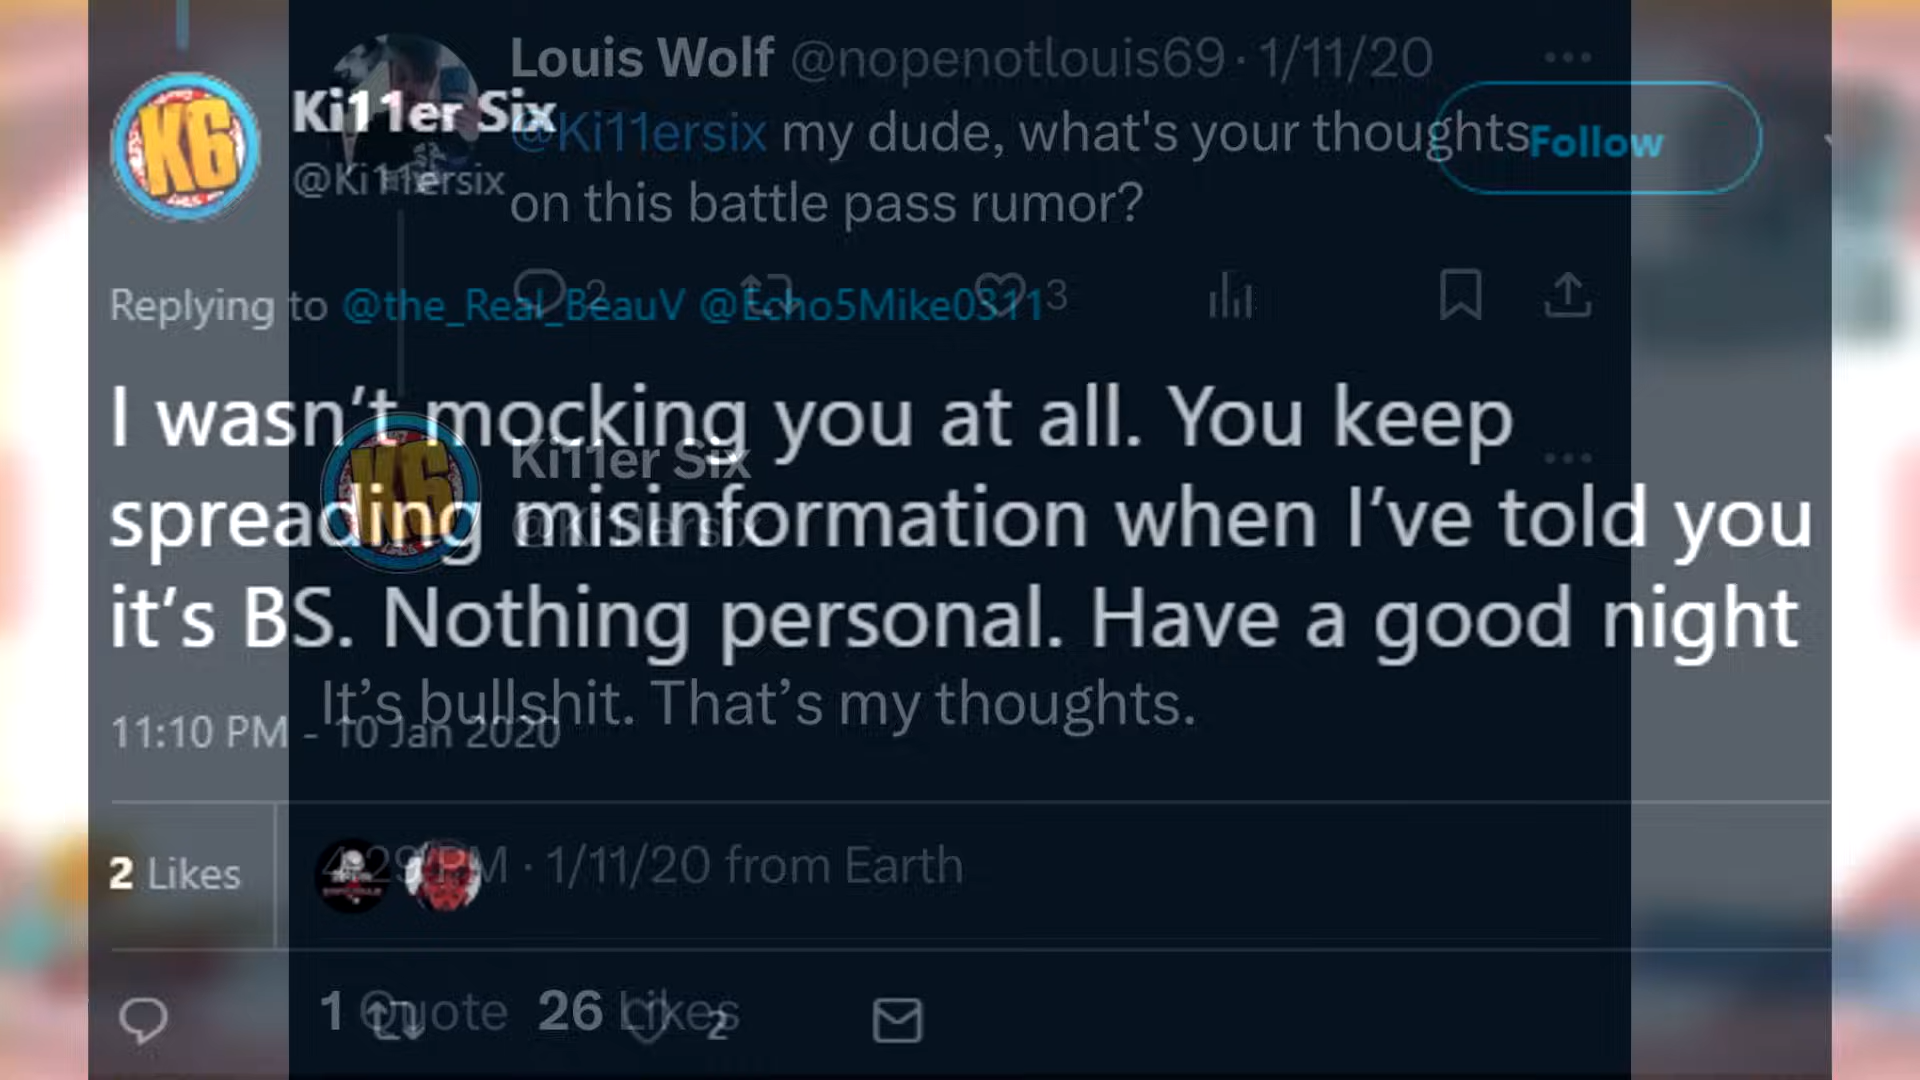 Louis Wolf @nopenotlouis69 · 1/11/20
@Ki11ersix my dude, what's your thoughts
on this battle pass rumor?
2 3
Ki11er Six
@Ki11ersix
It's bullshit. That's my thoughts.
4:29 PM · 1/11/20 from Earth
1 Quote 26 Likes
K6
Ki11er Six
@Ki11ersix
Follow
Replying to @the_Real_BeauV @Echo5Mike0311
I wasn't mocking you at all. You keep
spreading misinformation when I've told you
it's BS. Nothing personal. Have a good night
11:10 PM - 10 Jan 2020
2 Likes
2
K6